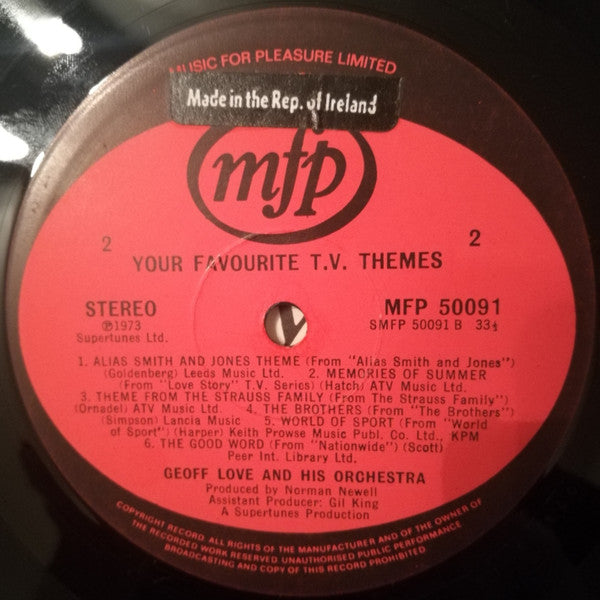 MUSIC FOR PLEASURE LIMITED
Made in the Rep. of Ireland
mfp
2 2
YOUR FAVOURITE T.V. THEMES
STEREO MFP 50091
℗1973 SMFP 50091 B 33⅓
Supertunes Ltd.
1. ALIAS SMITH AND JONES THEME (From "Alias Smith and Jones")
(Goldenberg) Leeds Music Ltd. 2. MEMORIES OF SUMMER
(From "Love Story" T.V. Series) (Hatch) ATV Music Ltd.
3. THEME FROM THE STRAUSS FAMILY (From The Strauss Family")
(Ornadel) ATV Music Ltd. 4. THE BROTHERS (From "The Brothers")
(Simpson) Lancia Music 5. WORLD OF SPORT (From "World
of Sport") (Harper) Keith Prowse Music Publ. Co. Ltd., KPM
6. THE GOOD WORD (From "Nationwide") (Scott)
Peer Int. Library Ltd.
GEOFF LOVE AND HIS ORCHESTRA
Produced by Norman Newell
Assistant Producer: Gil King
A Supertunes Production
COPYRIGHT RECORD. ALL RIGHTS OF THE MANUFACTURER AND OF THE OWNER OF
THE RECORDED WORK RESERVED. UNAUTHORISED PUBLIC PERFORMANCE
BROADCASTING AND COPY OF THIS RECORD PROHIBITED